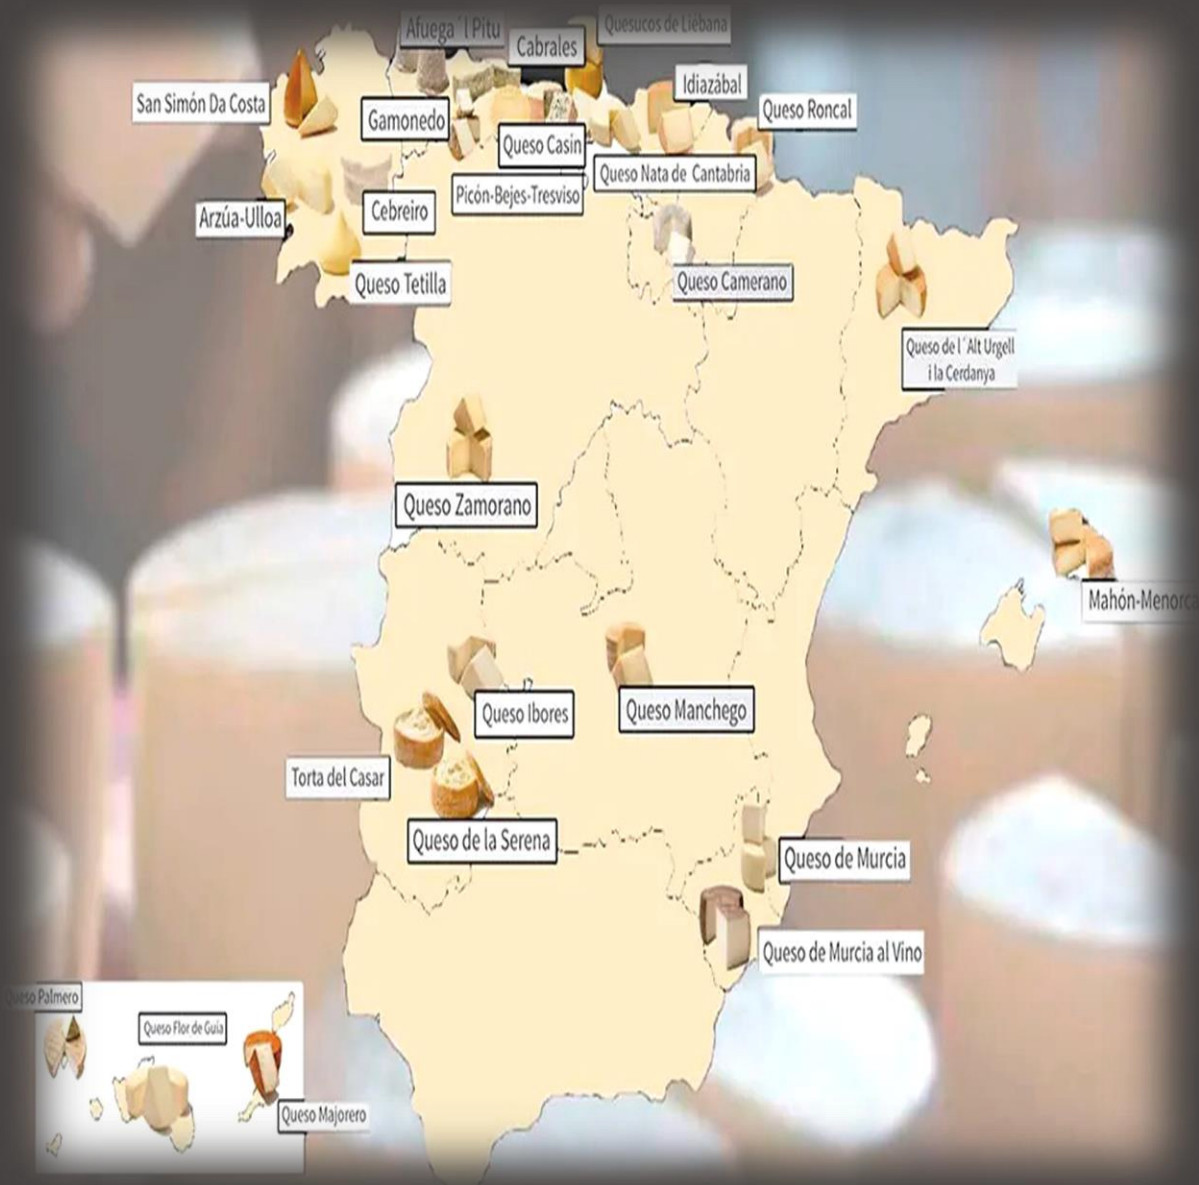 Afuega´l Pitu
Quesucos de Liébana
Cabrales
San Simón Da Costa
Idiazábal
Gamonedo
Queso Roncal
Queso Casin
Queso Nata de Cantabria
Picón-Bejes-Tresviso
Arzúa-Ulloa
Cebreiro
Queso Tetilla
Queso Camerano
Queso de l´Alt Urgell
i la Cerdanya
Queso Zamorano
Mahón-Menorca
Queso Ibores
Queso Manchego
Torta del Casar
Queso de la Serena
Queso de Murcia
Queso de Murcia al Vino
Queso Palmero
Queso Flor de Guía
Queso Majorero